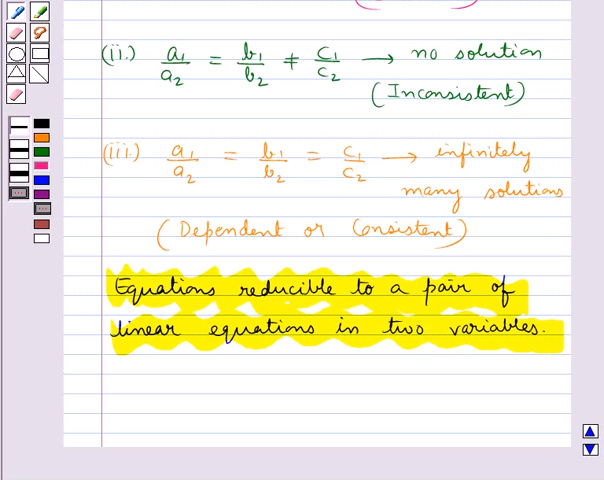 (ii.) a₁/a₂ = b₁/b₂ ≠ c₁/c₂ → no solution
(Inconsistent)
(iii.) a₁/a₂ = b₁/b₂ = c₁/c₂ → infinitely
many solutions
(Dependent or Consistent)
Equations reducible to a pair of
linear equations in two variables.